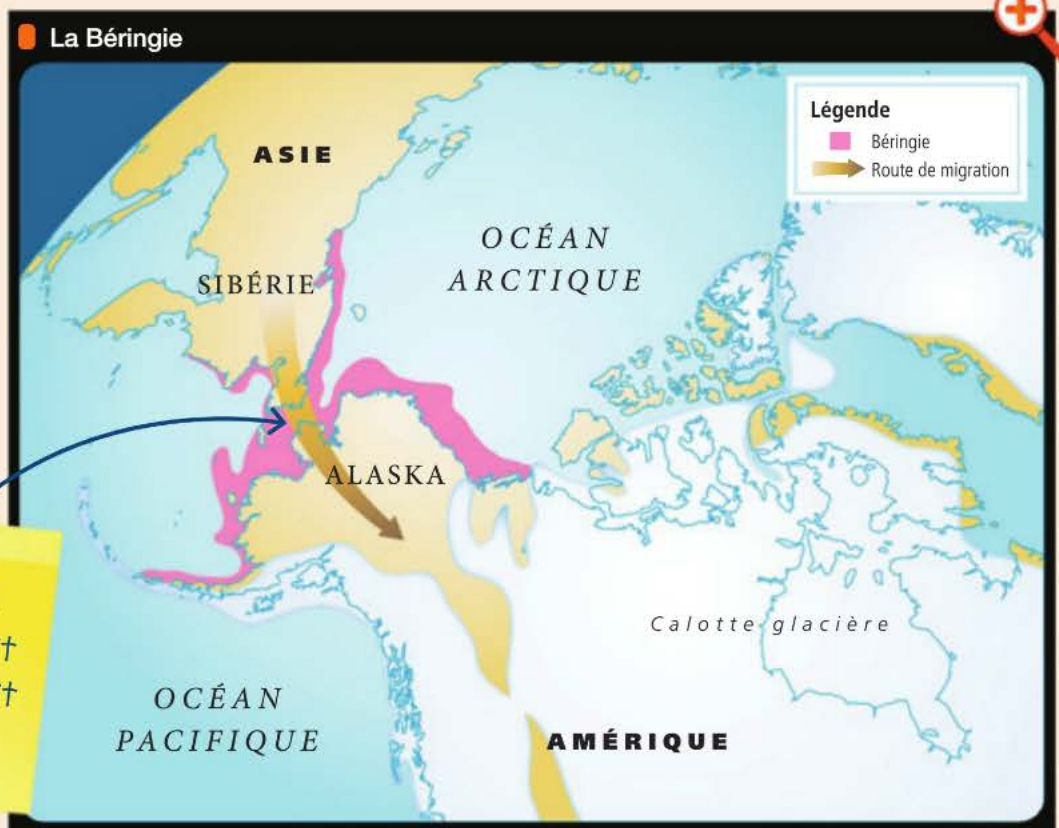 La Béringie
Légende
Béringie
Route de migration
ASIE
OCÉAN
ARCTIQUE
SIBÉRIE
ALASKA
Calotte glacière
OCÉAN
PACIFIQUE
AMÉRIQUE